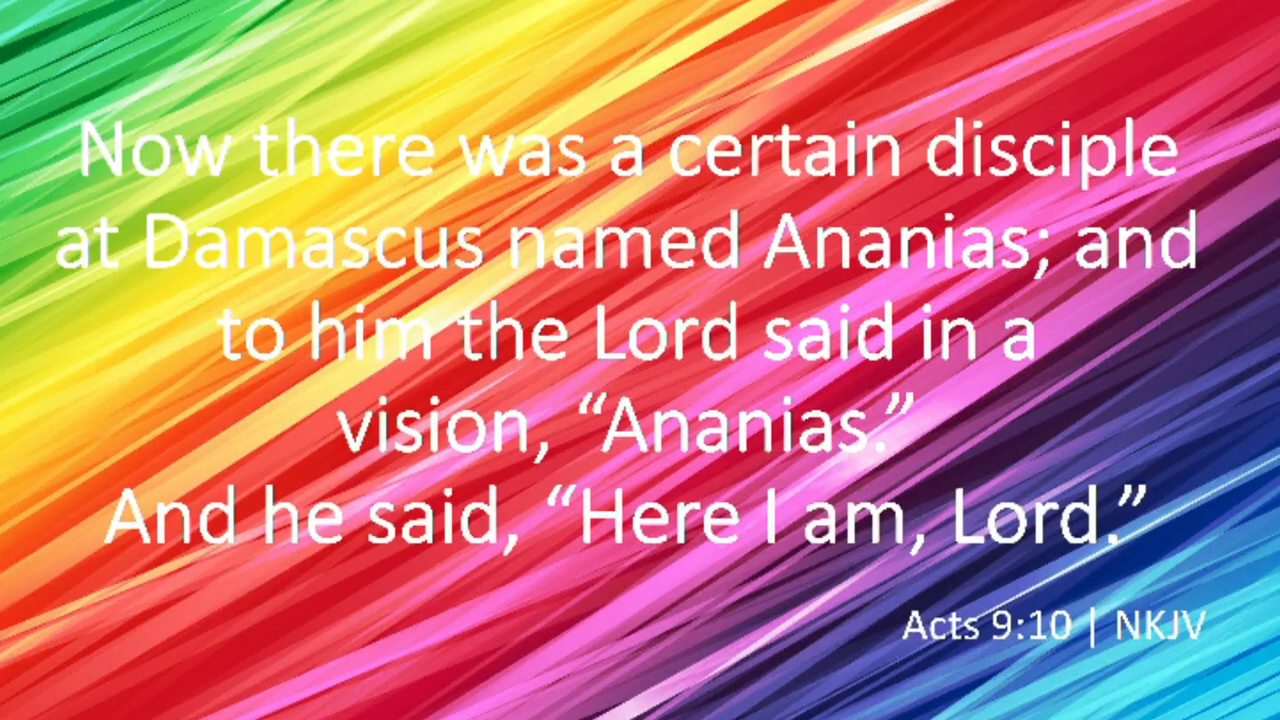 Now there was a certain disciple
at Damascus named Ananias; and
to him the Lord said in a
vision, “Ananias.”
And he said, “Here I am, Lord.”
Acts 9:10 | NKJV